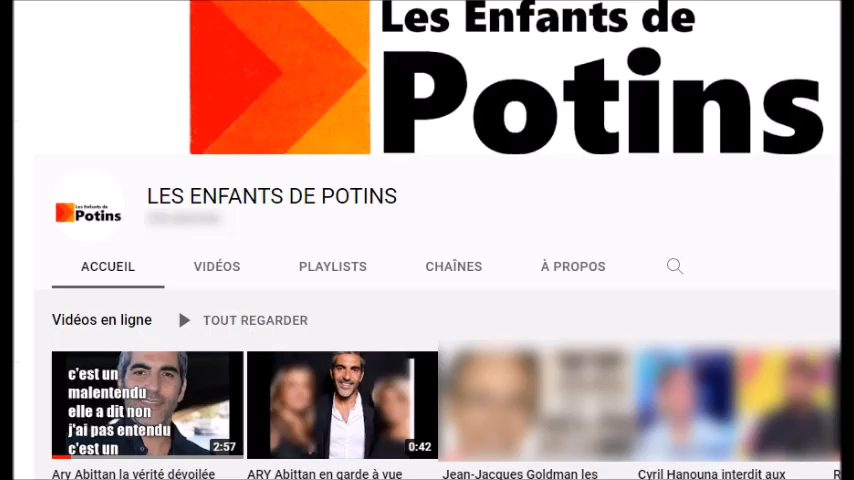 Les Enfants de
Potins
Les Enfants de
Potins
LES ENFANTS DE POTINS
ACCUEIL VIDÉOS PLAYLISTS CHAÎNES À PROPOS
Vidéos en ligne TOUT REGARDER
c'est un
malentendu
elle a dit non
j'ai pas entendu
c'est un
2:57
0:42
Ary Abittan la vérité dévoilée
ARY Abittan en garde à vue
Jean-Jacques Goldman les
Cyril Hanouna interdit aux